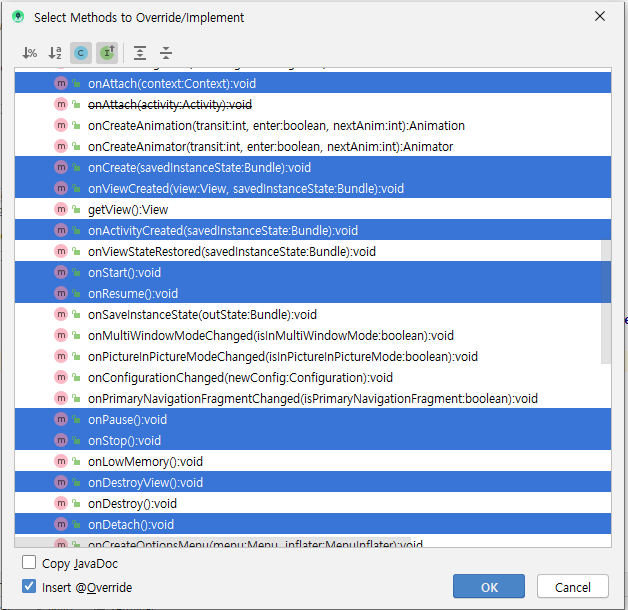 Select Methods to Override/Implement
onAttach(context:Context):void
onAttach(activity:Activity):void
onCreateAnimation(transit:int, enter:boolean, nextAnim:int):Animation
onCreateAnimator(transit:int, enter:boolean, nextAnim:int):Animator
onCreate(savedInstanceState:Bundle):void
onViewCreated(view:View, savedInstanceState:Bundle):void
getView():View
onActivityCreated(savedInstanceState:Bundle):void
onViewStateRestored(savedInstanceState:Bundle):void
onStart():void
onResume():void
onSaveInstanceState(outState:Bundle):void
onMultiWindowModeChanged(isInMultiWindowMode:boolean):void
onPictureInPictureModeChanged(isInPictureInPictureMode:boolean):void
onConfigurationChanged(newConfig:Configuration):void
onPrimaryNavigationFragmentChanged(isPrimaryNavigationFragment:boolean):void
onPause():void
onStop():void
onLowMemory():void
onDestroyView():void
onDestroy():void
onDetach():void
onCreateOptionsMenu(menu:Menu, inflater:MenuInflater):void
Copy JavaDoc
Insert @Override
OK
Cancel